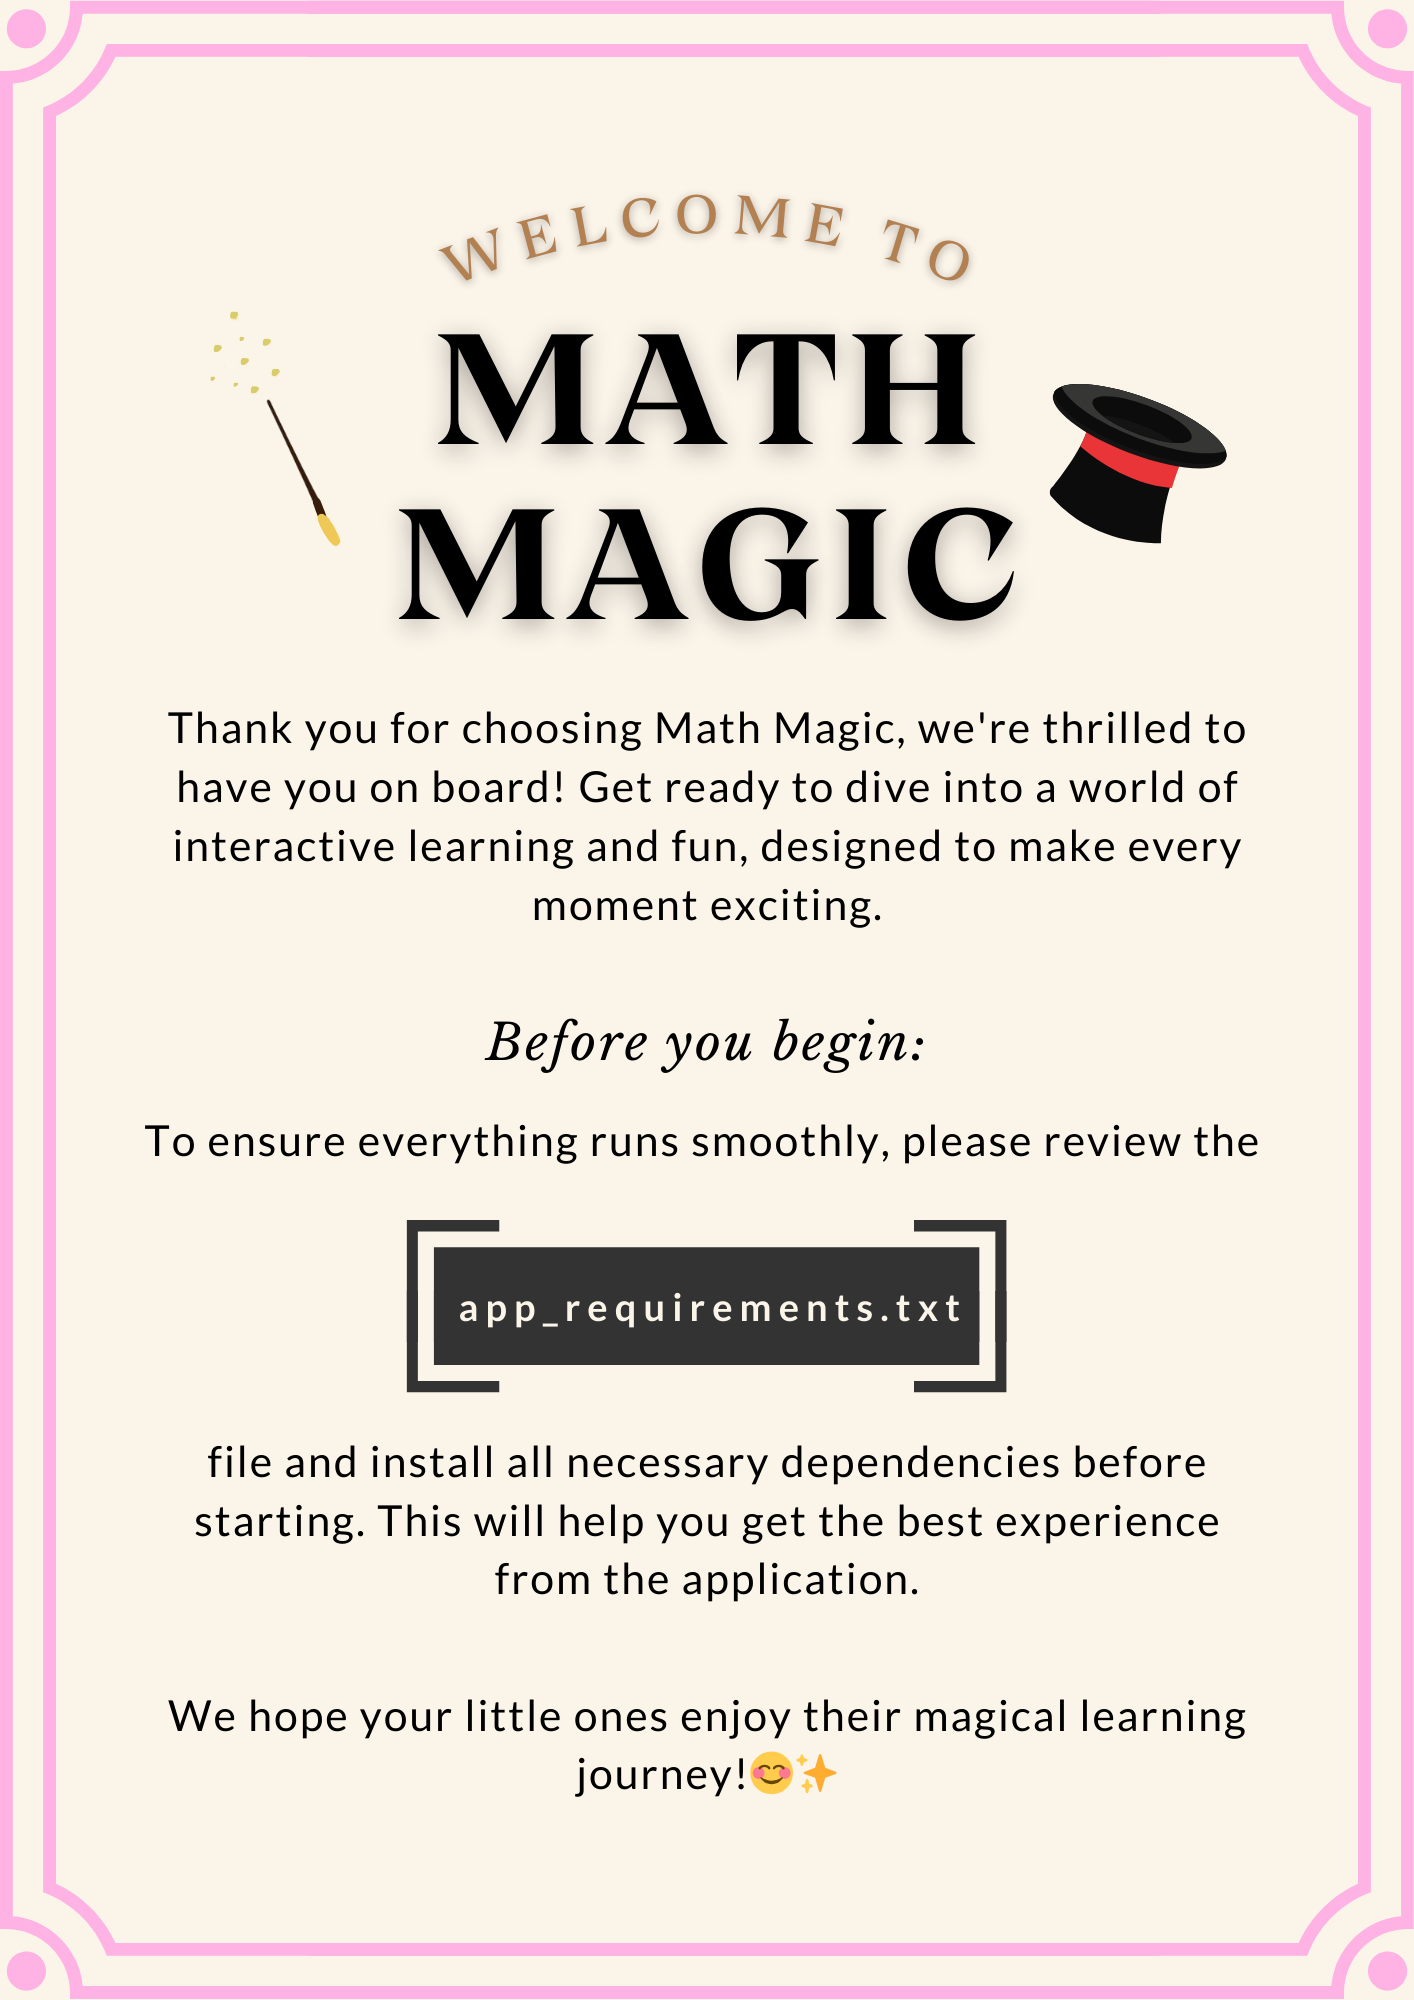 WELCOME TO
MATH
MAGIC
Thank you for choosing Math Magic, we're thrilled to
have you on board! Get ready to dive into a world of
interactive learning and fun, designed to make every
moment exciting.
Before you begin:
To ensure everything runs smoothly, please review the
app_requirements.txt
file and install all necessary dependencies before
starting. This will help you get the best experience
from the application.
We hope your little ones enjoy their magical learning
journey!😊✨